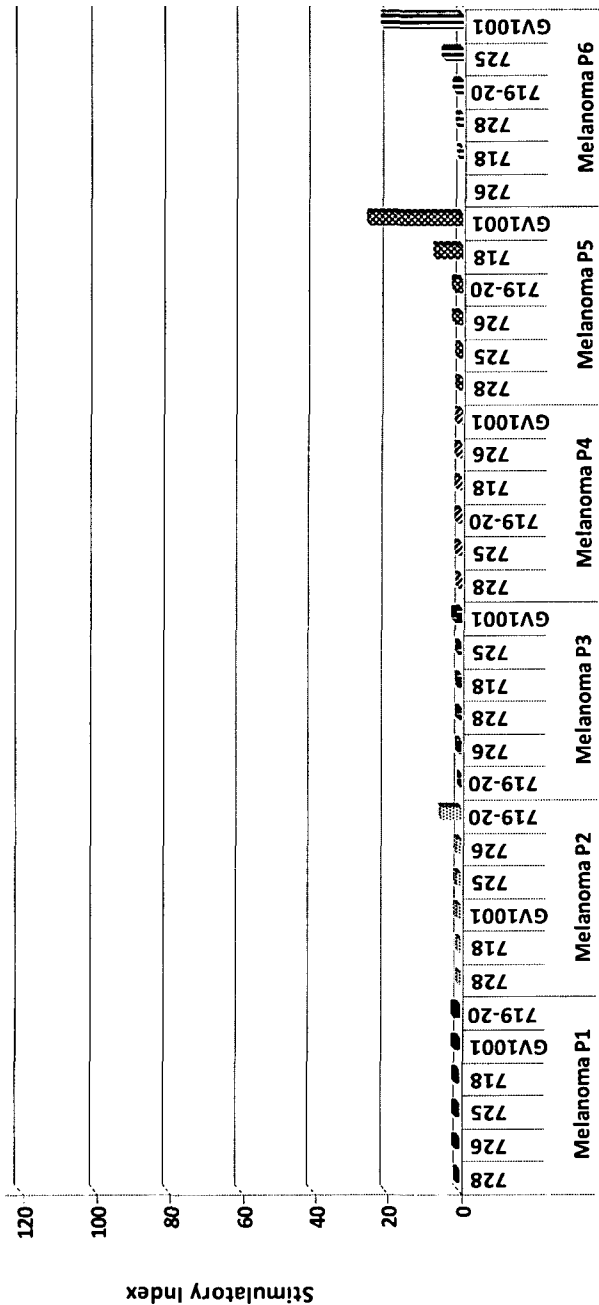 Stimulatory Index
120
100
80
60
40
20
0
728
726
725
718
GV1001
719-20
Melanoma P1
728
718
GV1001
725
726
719-20
Melanoma P2
719-20
726
728
718
725
GV1001
Melanoma P3
728
725
719-20
718
726
GV1001
Melanoma P4
728
725
726
719-20
718
GV1001
Melanoma P5
726
718
728
719-20
725
GV1001
Melanoma P6